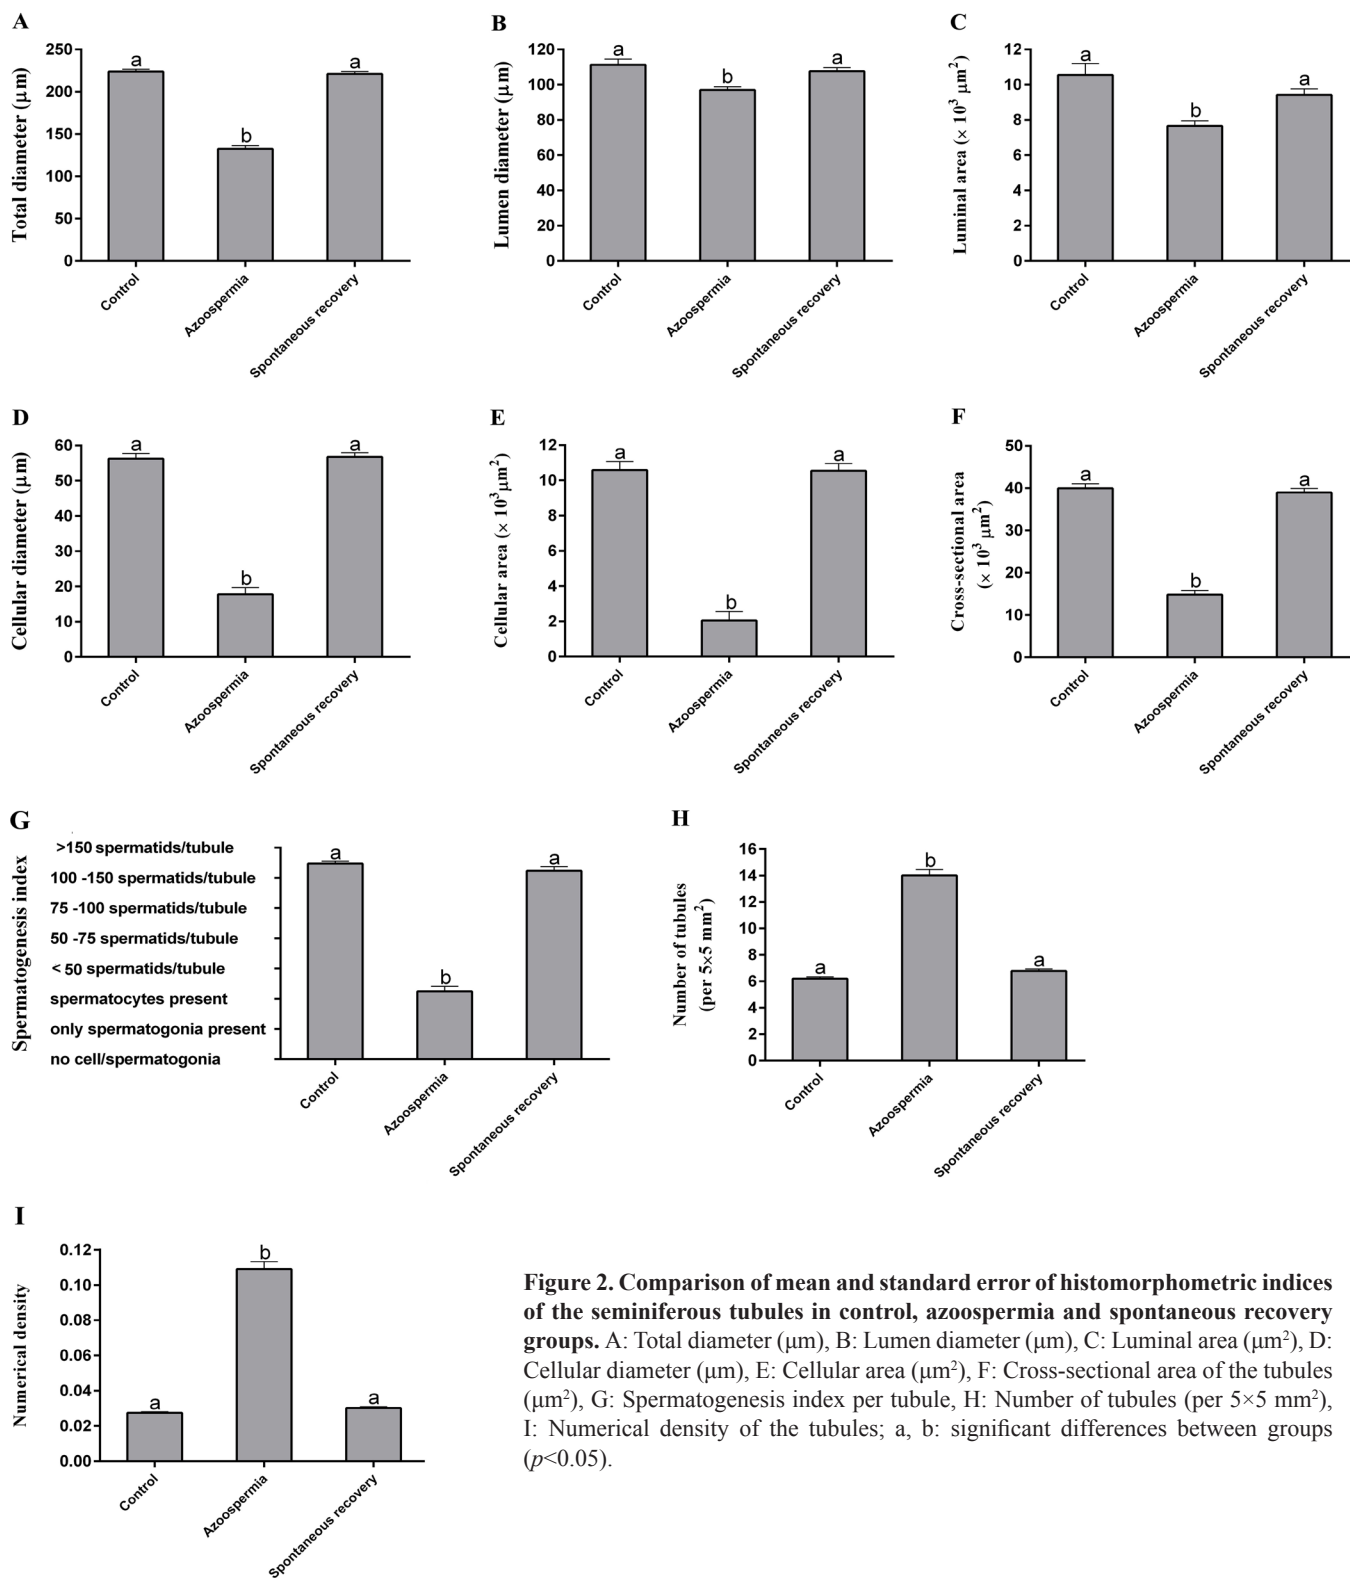 A
Total diameter (μm)
250
200
150
100
50
0
a
b
a
Control
Azoospermia
Spontaneous recovery
B
Lumen diameter (μm)
120
100
80
60
40
20
0
a
b
a
Control
Azoospermia
Spontaneous recovery
C
Luminal area (× 10³ μm²)
12
10
8
6
4
2
0
a
b
a
Control
Azoospermia
Spontaneous recovery
D
Cellular diameter (μm)
60
50
40
30
20
10
0
a
b
a
Control
Azoospermia
Spontaneous recovery
E
Cellular area (× 10³μm²)
12
10
8
6
4
2
0
a
b
a
Control
Azoospermia
Spontaneous recovery
F
Cross-sectional area
(× 10³ μm²)
50
40
30
20
10
0
a
b
a
Control
Azoospermia
Spontaneous recovery
G
Spermatogenesis index
>150 spermatids/tubule
100 -150 spermatids/tubule
75 -100 spermatids/tubule
50 -75 spermatids/tubule
< 50 spermatids/tubule
spermatocytes present
only spermatogonia present
no cell/spermatogonia
a
b
a
Control
Azoospermia
Spontaneous recovery
H
Number of tubules
(per 5×5 mm²)
16
14
12
10
8
6
4
2
0
a
b
a
Control
Azoospermia
Spontaneous recovery
I
Numerical density
0.12
0.10
0.08
0.06
0.04
0.02
0.00
a
b
a
Control
Azoospermia
Spontaneous recovery
Figure 2. Comparison of mean and standard error of histomorphometric indices
of the seminiferous tubules in control, azoospermia and spontaneous recovery
groups. A: Total diameter (μm), B: Lumen diameter (μm), C: Luminal area (μm²), D:
Cellular diameter (μm), E: Cellular area (μm²), F: Cross-sectional area of the tubules
(μm²), G: Spermatogenesis index per tubule, H: Number of tubules (per 5×5 mm²),
I: Numerical density of the tubules; a, b: significant differences between groups
(p<0.05).